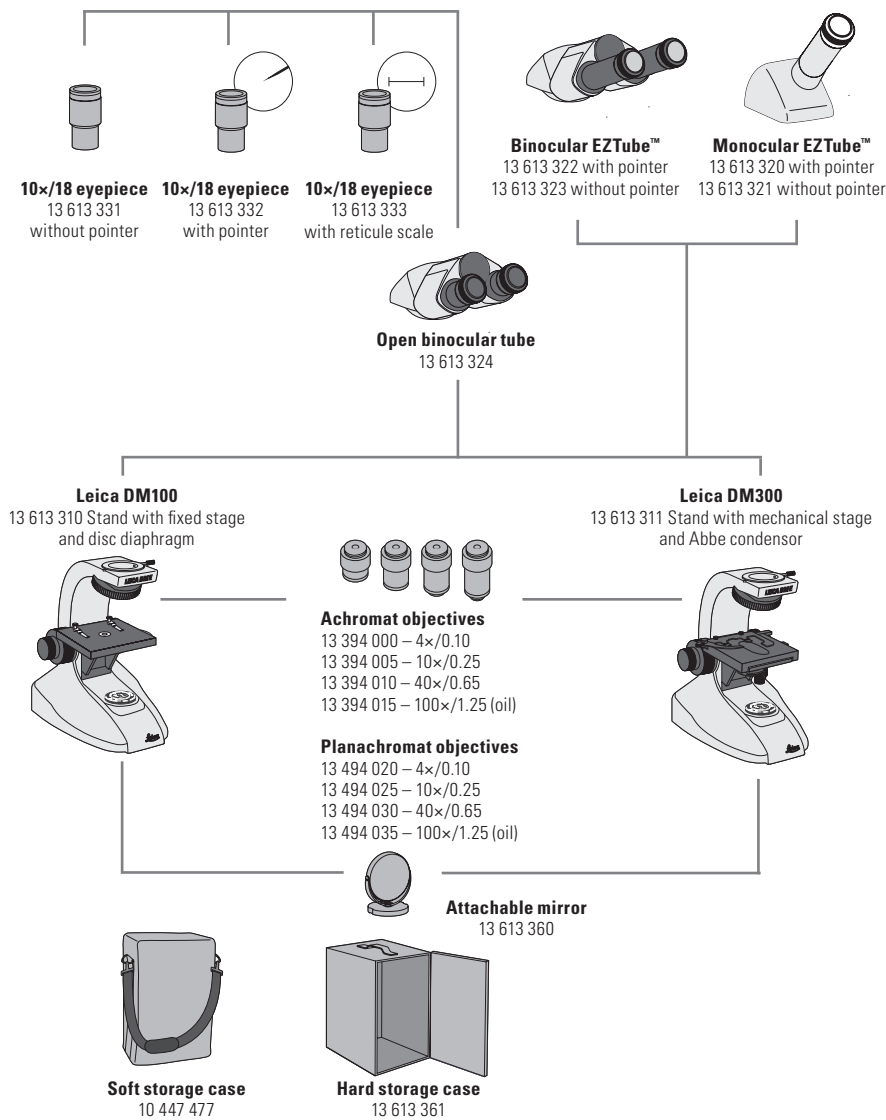 10×/18 eyepiece
13 613 331
without pointer
10×/18 eyepiece
13 613 332
with pointer
10×/18 eyepiece
13 613 333
with reticule scale
Binocular EZTube™
13 613 322 with pointer
13 613 323 without pointer
Monocular EZTube™
13 613 320 with pointer
13 613 321 without pointer
Open binocular tube
13 613 324
Leica DM100
13 613 310 Stand with fixed stage
and disc diaphragm
Leica DM300
13 613 311 Stand with mechanical stage
and Abbe condensor
Achromat objectives
13 394 000 – 4×/0.10
13 394 005 – 10×/0.25
13 394 010 – 40×/0.65
13 394 015 – 100×/1.25 (oil)
Planachromat objectives
13 494 020 – 4×/0.10
13 494 025 – 10×/0.25
13 494 030 – 40×/0.65
13 494 035 – 100×/1.25 (oil)
Leica
Leica
Attachable mirror
13 613 360
Soft storage case
10 447 477
Hard storage case
13 613 361